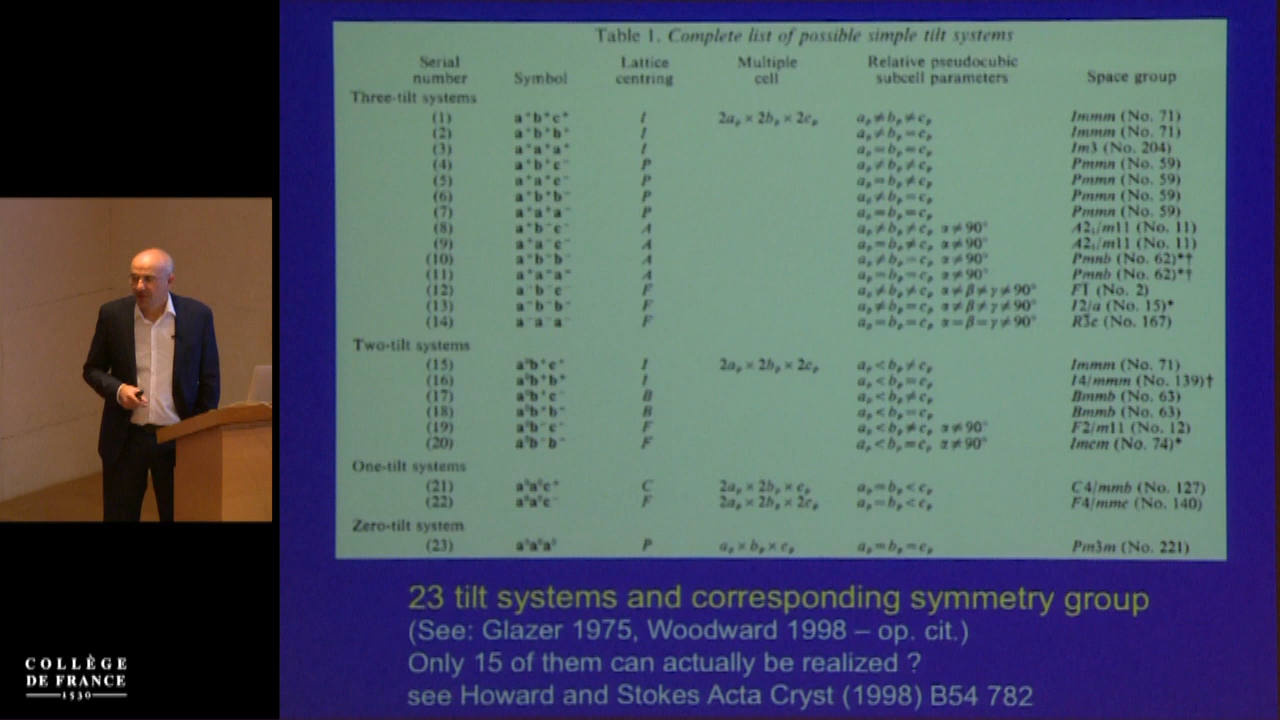 Table 1. Complete list of possible simple tilt systems
Serial number Symbol Lattice centring Multiple cell Relative pseudocubic subcell parameters Space group
Three-tilt systems
(1) a⁺b⁺c⁺ I 2aₚ × 2bₚ × 2cₚ aₚ≠bₚ≠cₚ Immm (No. 71)
(2) a⁺b⁺b⁺ I aₚ≠bₚ=cₚ Immm (No. 71)
(3) a⁺a⁺a⁺ I aₚ=bₚ=cₚ Im3 (No. 204)
(4) a⁺b⁺c⁻ P aₚ≠bₚ≠cₚ Pmmn (No. 59)
(5) a⁺a⁺c⁻ P aₚ=bₚ≠cₚ Pmmn (No. 59)
(6) a⁺b⁺b⁻ P aₚ≠bₚ=cₚ Pmmn (No. 59)
(7) a⁺a⁺a⁻ P aₚ=bₚ=cₚ Pmmn (No. 59)
(8) a⁺b⁻c⁻ A aₚ≠bₚ≠cₚ α≠90° A2₁/m11 (No. 11)
(9) a⁺a⁻c⁻ A aₚ=bₚ≠cₚ α≠90° A2₁/m11 (No. 11)
(10) a⁺b⁻b⁻ A aₚ≠bₚ=cₚ α≠90° Pmnb (No. 62)*†
(11) a⁺a⁻a⁻ A aₚ=bₚ=cₚ α≠90° Pmnb (No. 62)*†
(12) a⁻b⁻c⁻ F aₚ≠bₚ≠cₚ α≠β≠γ≠90° F1̄ (No. 2)
(13) a⁻b⁻b⁻ F aₚ≠bₚ=cₚ α≠β≠γ≠90° I2/a (No. 15)*
(14) a⁻a⁻a⁻ F aₚ=bₚ=cₚ α=β=γ≠90° R3̄c (No. 167)
Two-tilt systems
(15) a⁰b⁺c⁺ I 2aₚ × 2bₚ × 2cₚ aₚ<bₚ≠cₚ Immm (No. 71)
(16) a⁰b⁺b⁺ I aₚ<bₚ=cₚ I4/mmm (No. 139)†
(17) a⁰b⁺c⁻ B aₚ<bₚ≠cₚ Bmmb (No. 63)
(18) a⁰b⁺b⁻ B aₚ<bₚ=cₚ Bmmb (No. 63)
(19) a⁰b⁻c⁻ F aₚ<bₚ≠cₚ α≠90° F2/m11 (No. 12)
(20) a⁰b⁻b⁻ F aₚ<bₚ=cₚ α≠90° Imcm (No. 74)*
One-tilt systems
(21) a⁰a⁰c⁺ C 2aₚ × 2bₚ × cₚ aₚ=bₚ<cₚ C4/mmb (No. 127)
(22) a⁰a⁰c⁻ F 2aₚ × 2bₚ × 2cₚ aₚ=bₚ<cₚ F4/mmc (No. 140)
Zero-tilt system
(23) a⁰a⁰a⁰ P aₚ × bₚ × cₚ aₚ=bₚ=cₚ Pm3m (No. 221)
23 tilt systems and corresponding symmetry group
(See: Glazer 1975, Woodward 1998 – op. cit.)
Only 15 of them can actually be realized ?
see Howard and Stokes Acta Cryst (1998) B54 782
COLLÈGE
DE FRANCE
1530